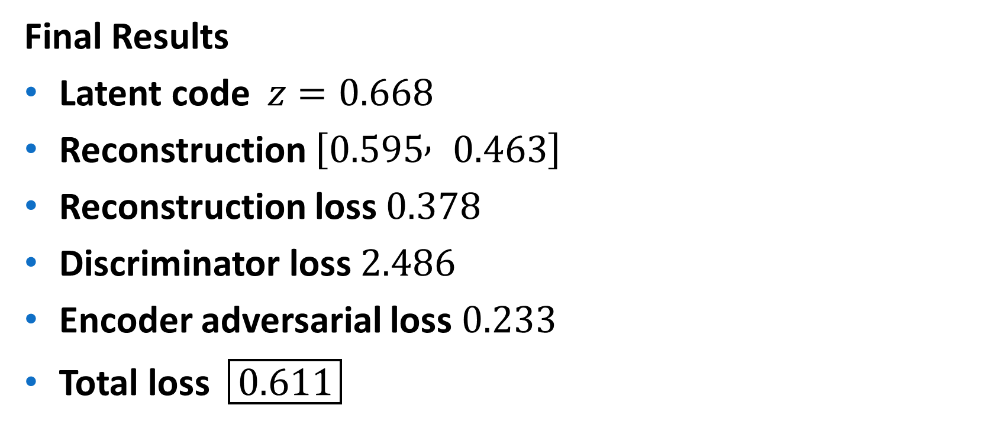 Final Results
• Latent code z = 0.668
• Reconstruction [0.595, 0.463]
• Reconstruction loss 0.378
• Discriminator loss 2.486
• Encoder adversarial loss 0.233
• Total loss 0.611